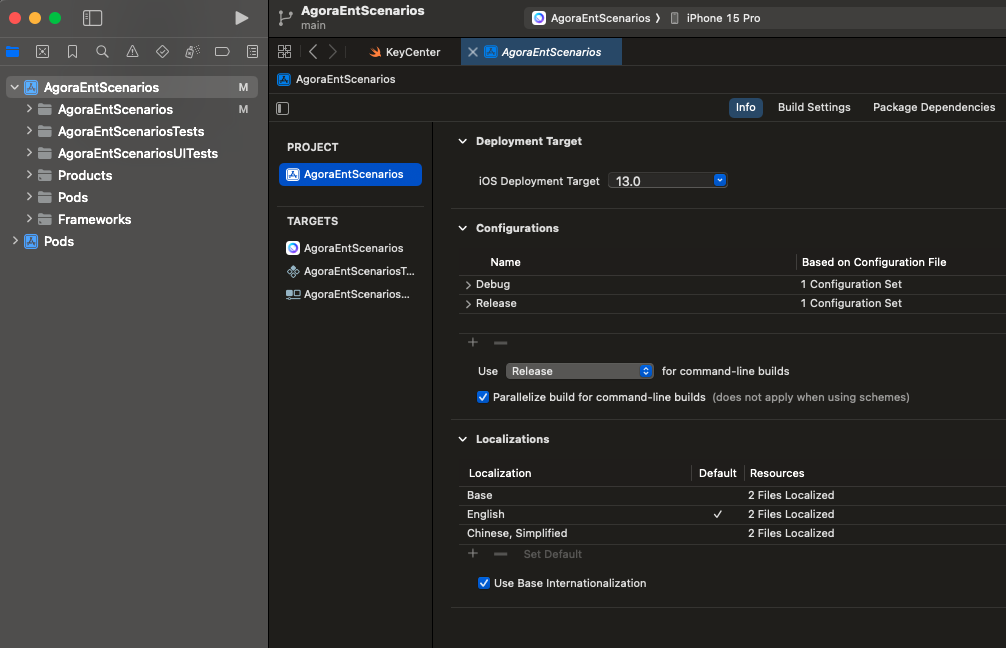 AgoraEntScenarios
main
AgoraEntScenarios
iPhone 15 Pro
KeyCenter
AgoraEntScenarios
AgoraEntScenarios
AgoraEntScenarios M
AgoraEntScenarios M
AgoraEntScenariosTests
AgoraEntScenariosUITests
Products
Pods
Frameworks
Pods
Info
Build Settings
Package Dependencies
PROJECT
AgoraEntScenarios
TARGETS
AgoraEntScenarios
AgoraEntScenariosT...
AgoraEntScenarios...
Deployment Target
iOS Deployment Target 13.0
Configurations
Name Based on Configuration File
Debug 1 Configuration Set
Release 1 Configuration Set
Use Release for command-line builds
Parallelize build for command-line builds (does not apply when using schemes)
Localizations
Localization Default Resources
Base 2 Files Localized
English 2 Files Localized
Chinese, Simplified 2 Files Localized
Set Default
Use Base Internationalization